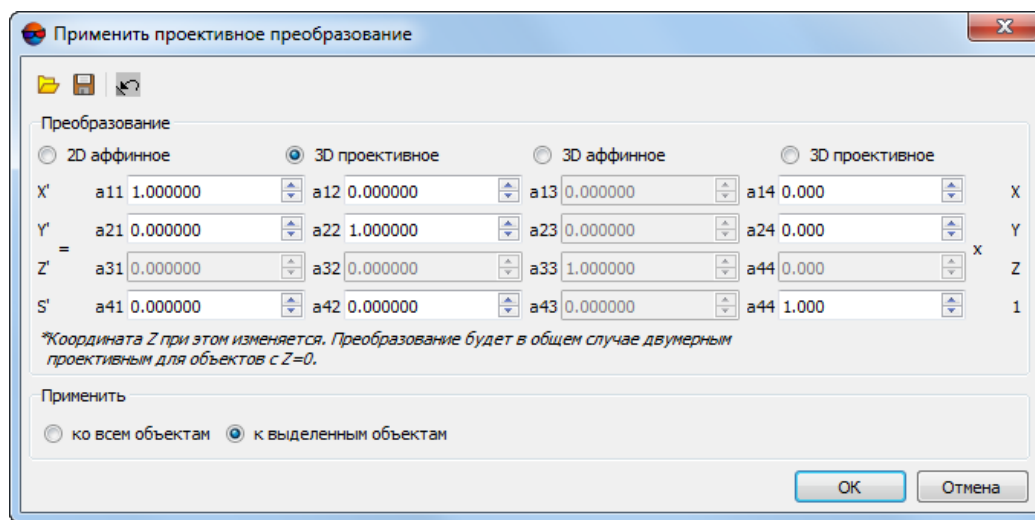 Применить проективное преобразование
Преобразование
2D аффинное 3D проективное 3D аффинное 3D проективное
X' a11 1.000000 a12 0.000000 a13 0.000000 a14 0.000 X
Y' a21 0.000000 a22 1.000000 a23 0.000000 a24 0.000 Y
= x
Z' a31 0.000000 a32 0.000000 a33 1.000000 a44 0.000 Z
S' a41 0.000000 a42 0.000000 a43 0.000000 a44 1.000 1
*Координата Z при этом изменяется. Преобразование будет в общем случае двумерным
проективным для объектов с Z=0.
Применить
ко всем объектам к выделенным объектам
OK Отмена